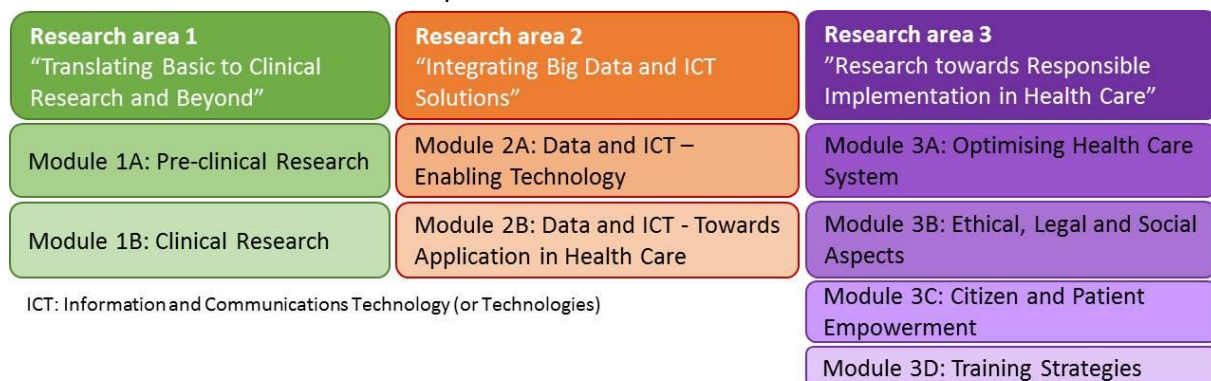 Research area 1
"Translating Basic to Clinical
Research and Beyond"
Module 1A: Pre-clinical Research
Module 1B: Clinical Research
ICT: Information and Communications Technology (or Technologies)
Research area 2
"Integrating Big Data and ICT
Solutions"
Module 2A: Data and ICT –
Enabling Technology
Module 2B: Data and ICT - Towards
Application in Health Care
Research area 3
"Research towards Responsible
Implementation in Health Care"
Module 3A: Optimising Health Care
System
Module 3B: Ethical, Legal and Social
Aspects
Module 3C: Citizen and Patient
Empowerment
Module 3D: Training Strategies